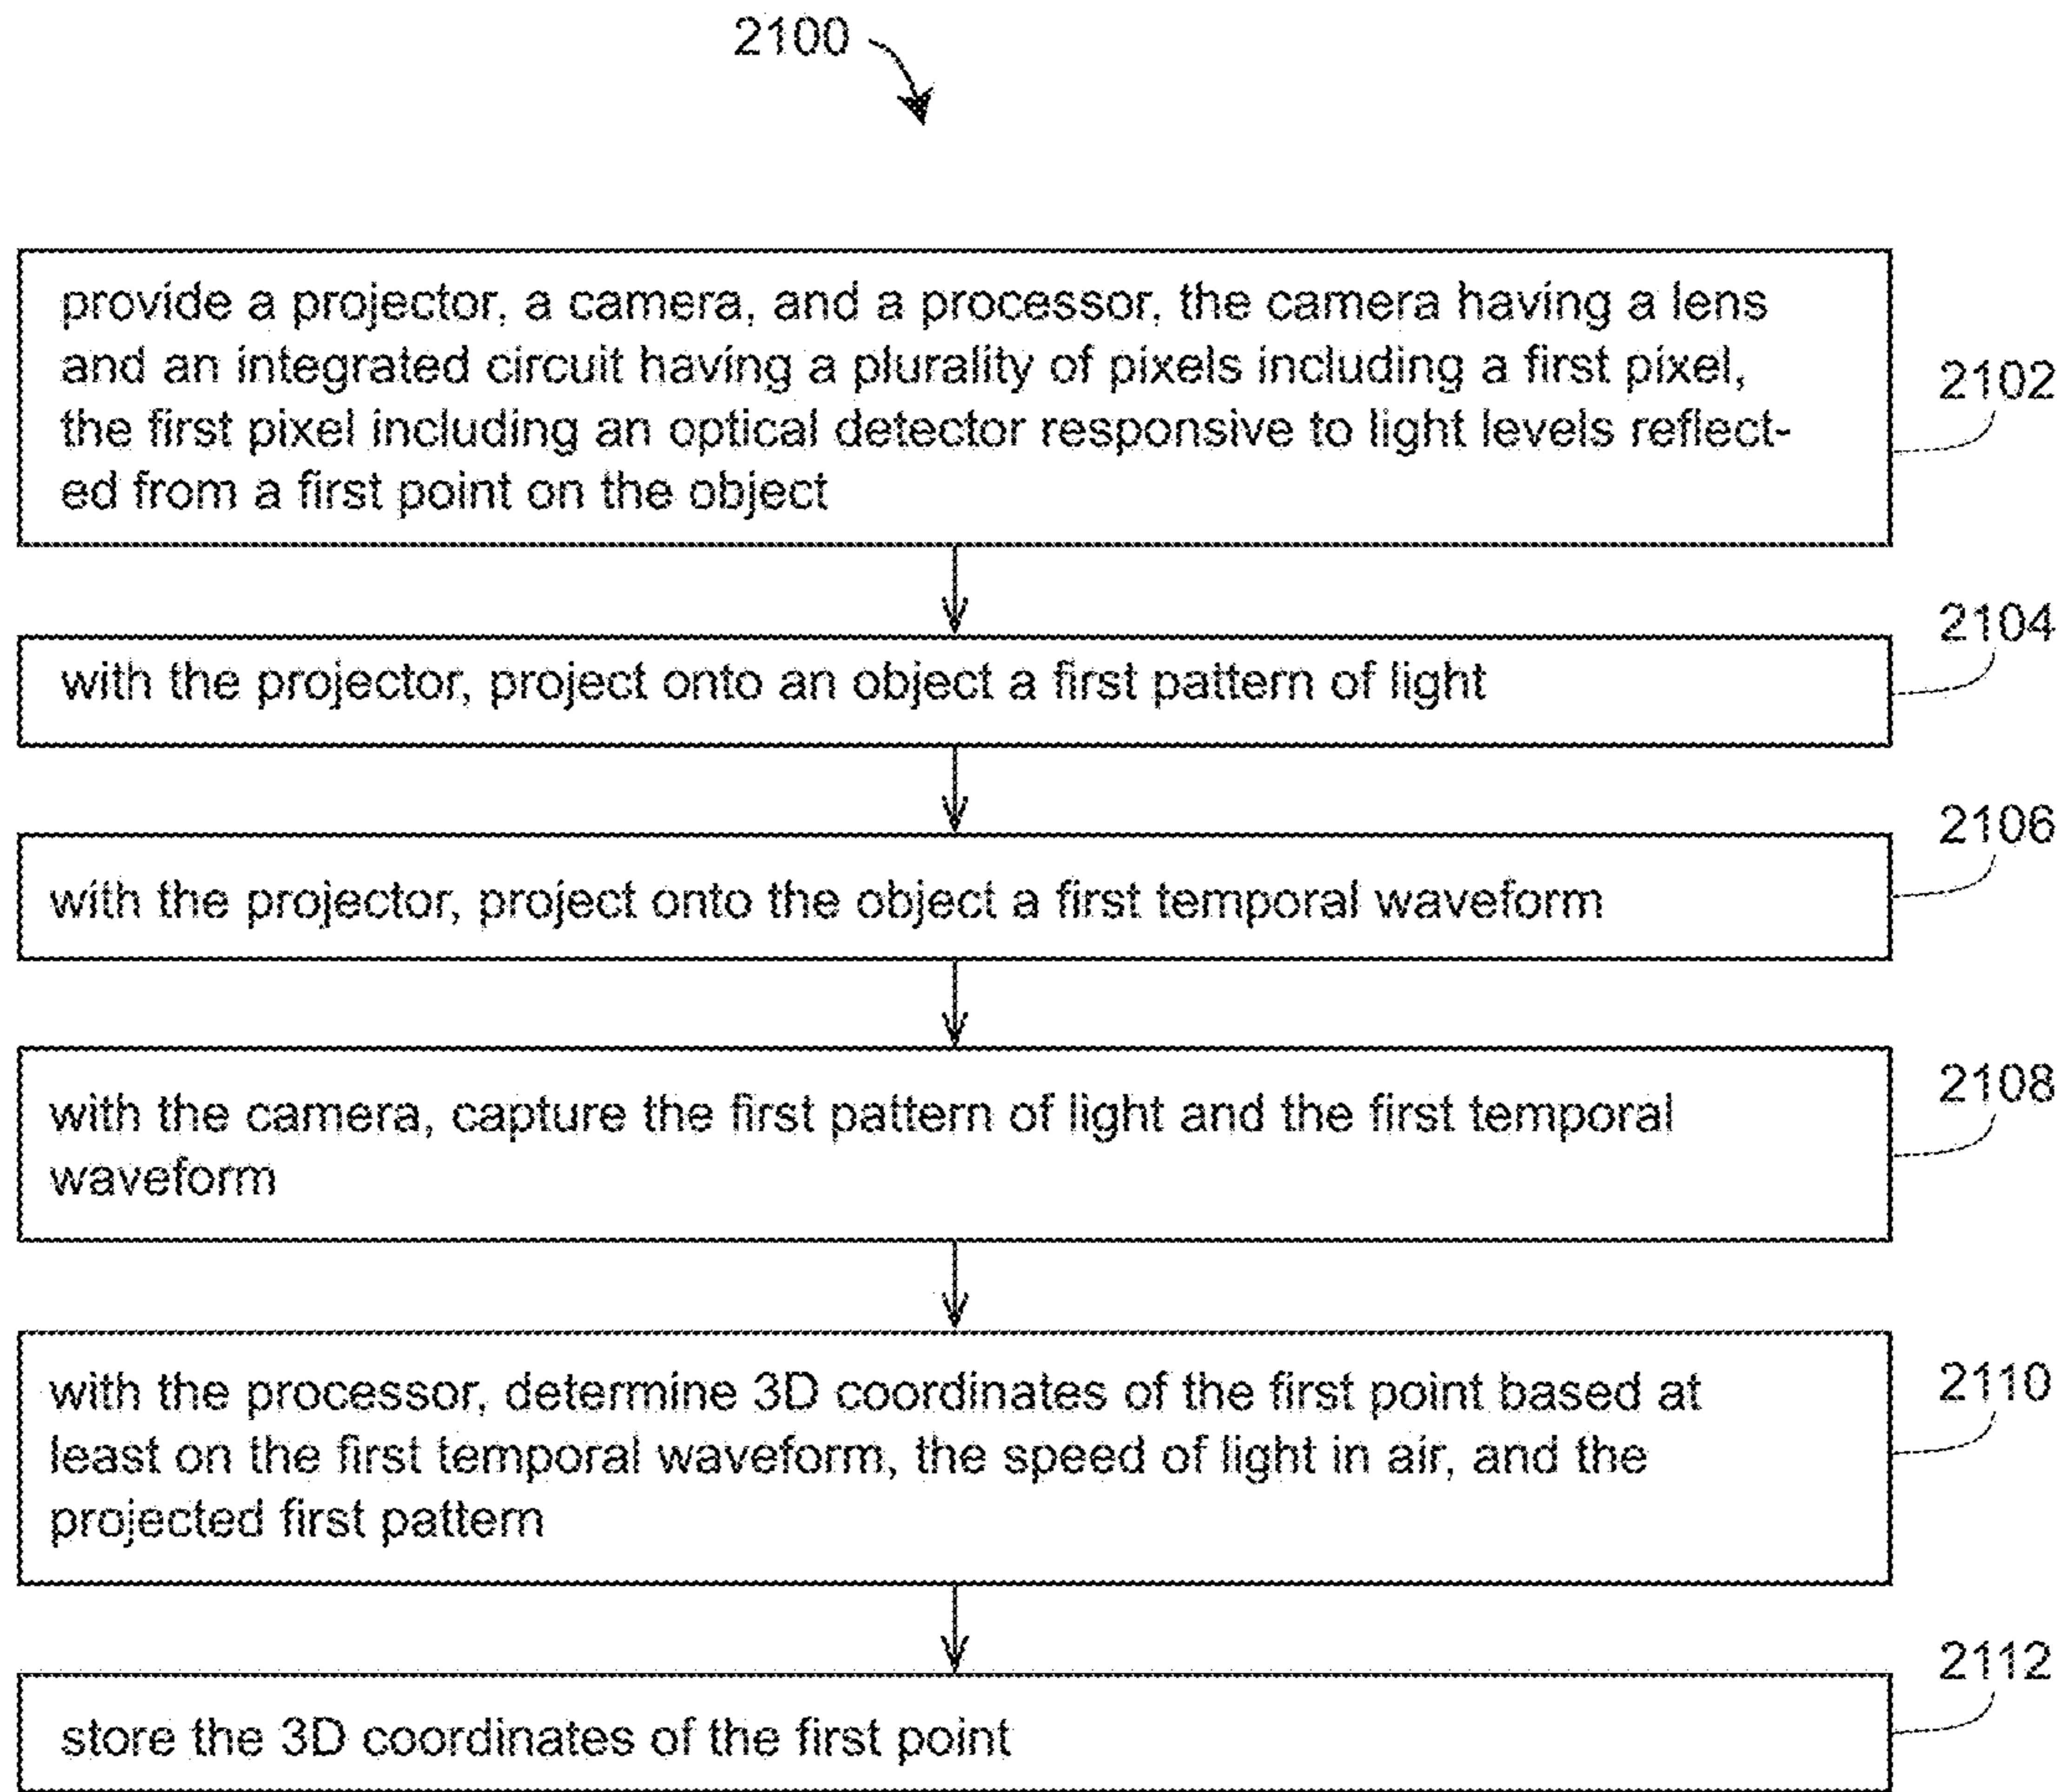 2100
provide a projector, a camera, and a processor, the camera having a lens
and an integrated circuit having a plurality of pixels including a first pixel,
the first pixel including an optical detector responsive to light levels reflect-
ed from a first point on the object
2102
with the projector, project onto an object a first pattern of light
2104
with the projector, project onto the object a first temporal waveform
2106
with the camera, capture the first pattern of light and the first temporal
waveform
2108
with the processor, determine 3D coordinates of the first point based at
least on the first temporal waveform, the speed of light in air, and the
projected first pattern
2110
store the 3D coordinates of the first point
2112